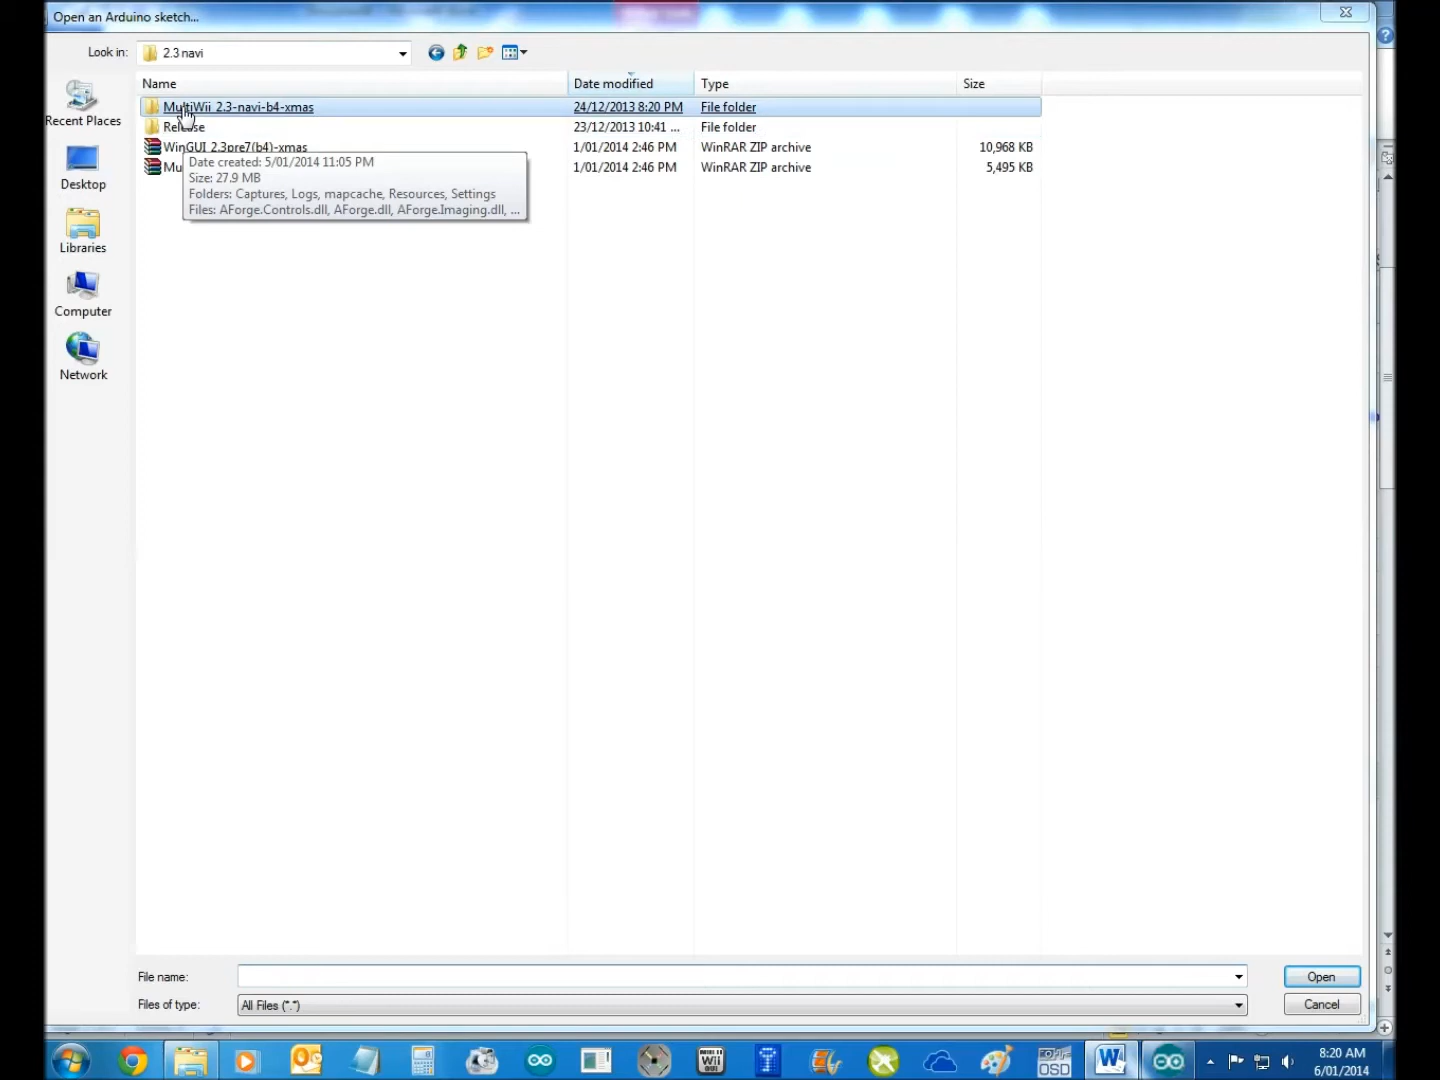 Open an Arduino sketch...
Look in: 2.3 navi
Name Date modified Type Size
MultiWii 2.3-navi-b4-xmas 24/12/2013 8:20 PM File folder
Release 23/12/2013 10:41 ... File folder
WinGUI 2.3pre7(b4)-xmas 1/01/2014 2:46 PM WinRAR ZIP archive 10,968 KB
Mu 1/01/2014 2:46 PM WinRAR ZIP archive 5,495 KB
Date created: 5/01/2014 11:05 PM
Size: 27.9 MB
Folders: Captures, Logs, mapcache, Resources, Settings
Files: AForge.Controls.dll, AForge.dll, AForge.Imaging.dll, ...
Recent Places
Desktop
Libraries
Computer
Network
File name: Open
Files of type: All Files (*.*) Cancel
Wii
OSD
W
8:20 AM
6/01/2014